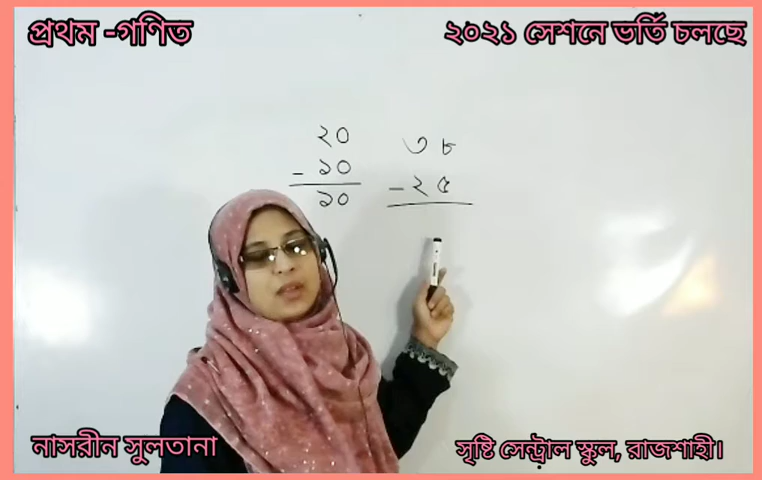 প্রথম -গণিত
২০২১ সেশনে ভর্তি চলছে
২০
- ১০
১০
৩৮
- ২৫
নাসরীন সুলতানা
সৃষ্টি সেন্ট্রাল স্কুল, রাজশাহী।